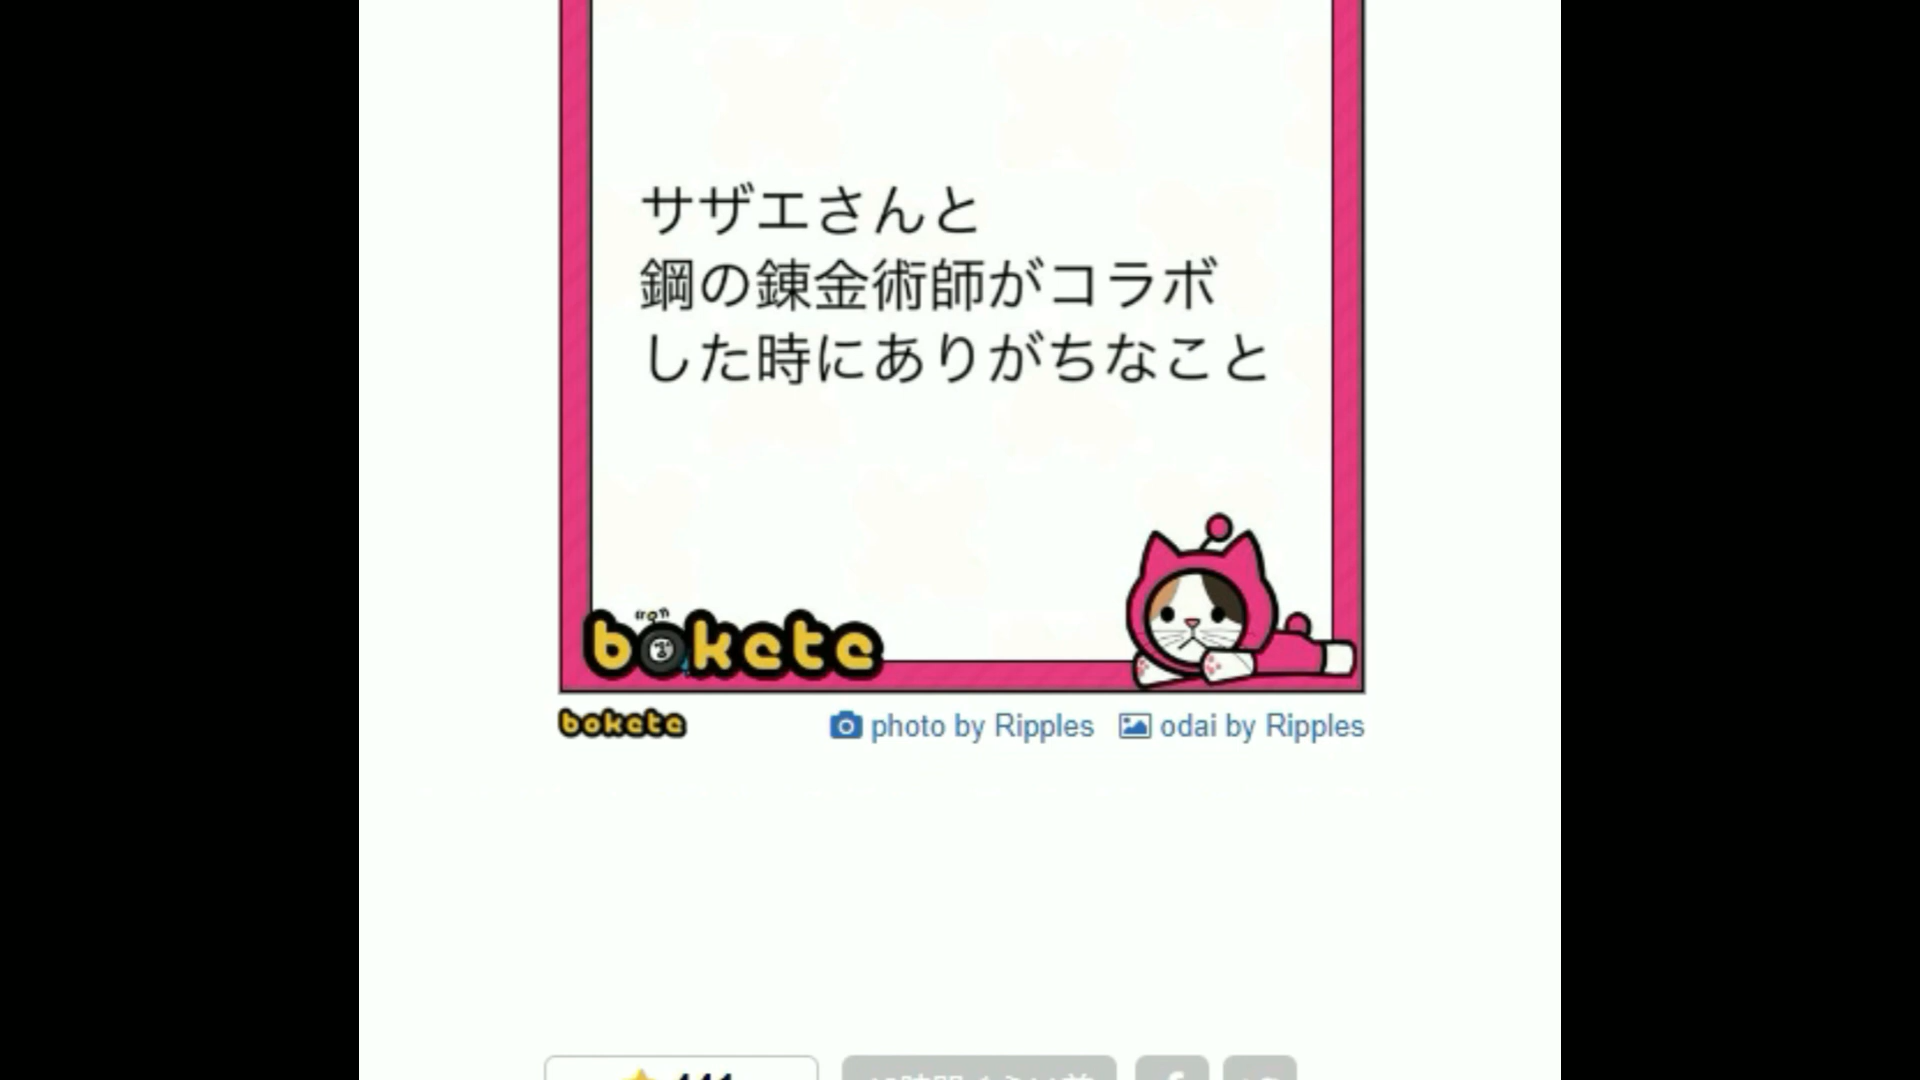 サザエさんと
鋼の錬金術師がコラボ
した時にありがちなこと
bokete
bokete photo by Ripples odai by Ripples